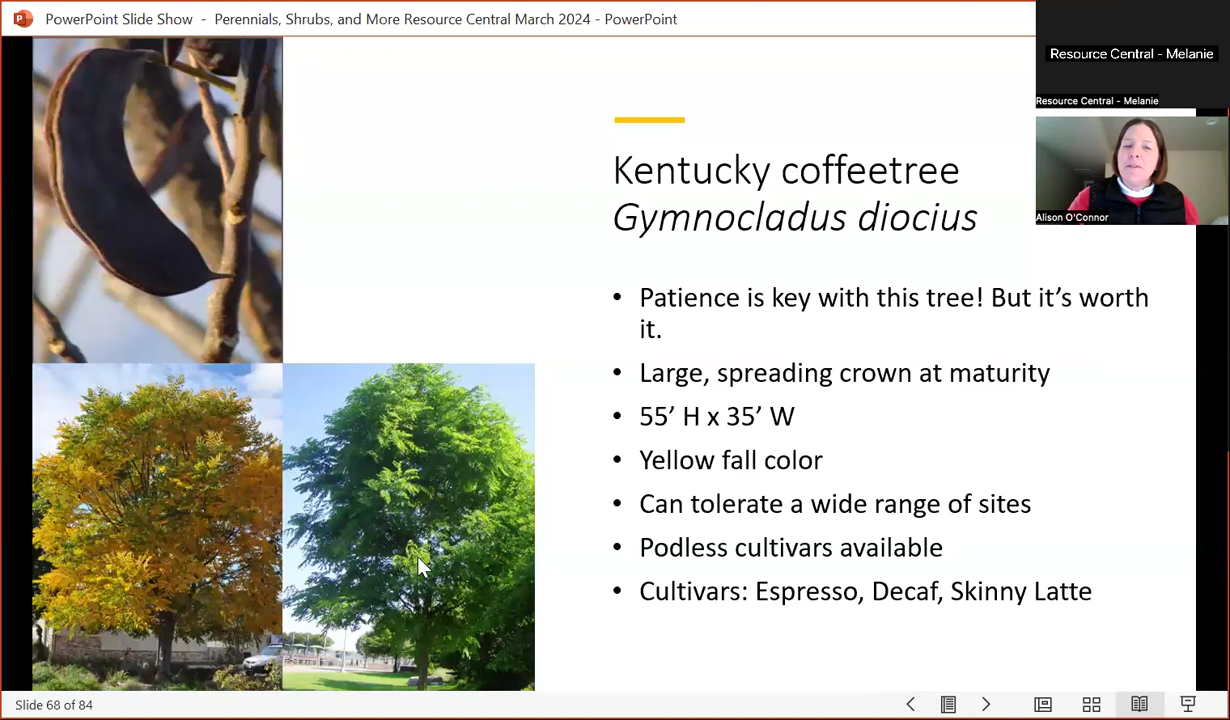 PowerPoint Slide Show - Perennials, Shrubs, and More Resource Central March 2024 - PowerPoint
Resource Central - Melanie
Resource Central - Melanie
Alison O'Connor
Kentucky coffeetree
Gymnocladus diocius
• Patience is key with this tree! But it’s worth
it.
• Large, spreading crown at maturity
• 55’ H x 35’ W
• Yellow fall color
• Can tolerate a wide range of sites
• Podless cultivars available
• Cultivars: Espresso, Decaf, Skinny Latte
Slide 68 of 84